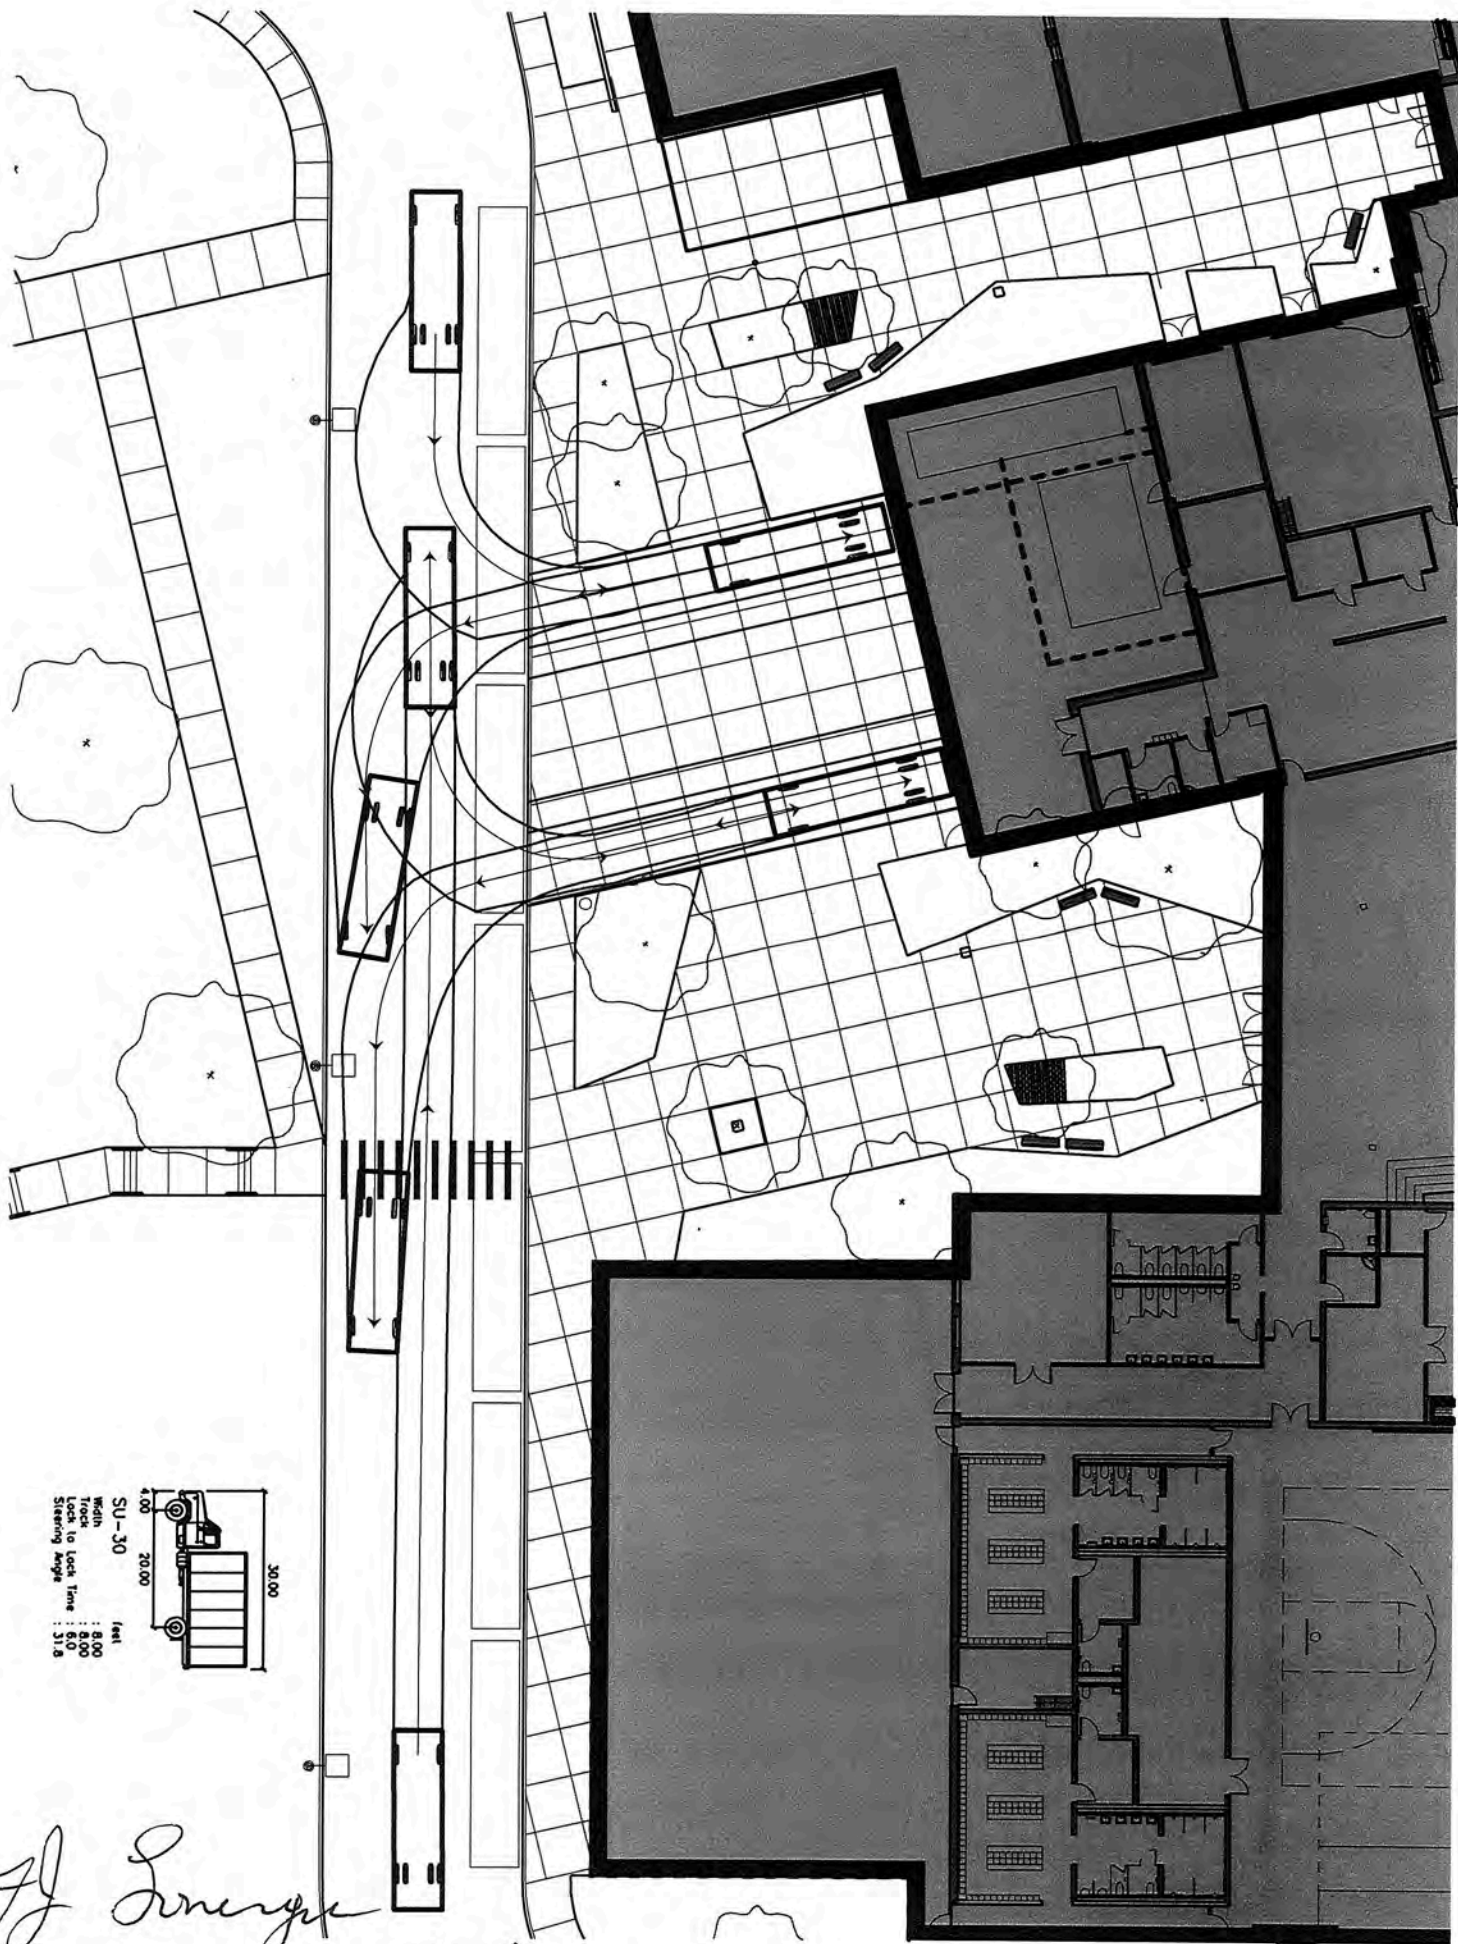 30.00
4.00
20.00
SU-30
feet
Width : 8.00
Track : 8.00
Lock to Lock Time : 6.0
Steering Angle : 31.8